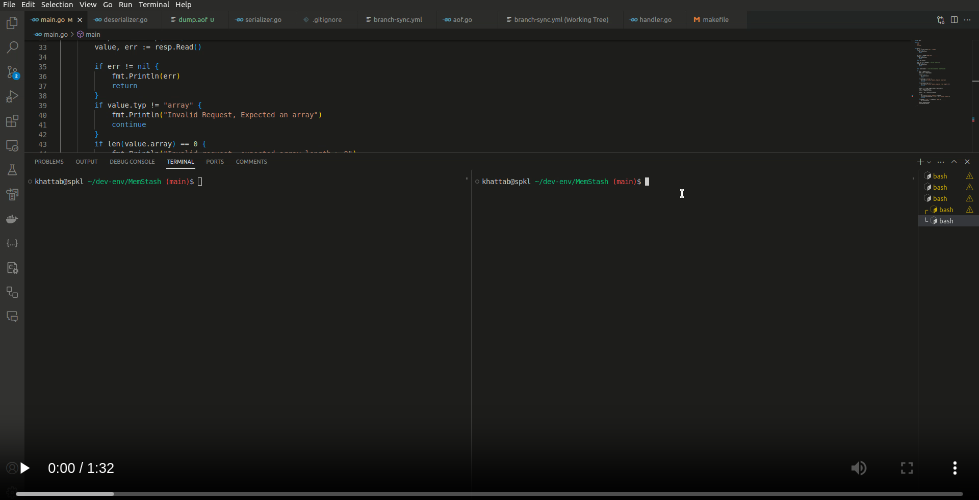 File Edit Selection View Go Run Terminal Help
main.go M deserializer.go dump.aof U serializer.go .gitignore branch-sync.yml aof.go branch-sync.yml (Working Tree) handler.go makefile
main.go > main
33 value, err := resp.Read()
34
35 if err != nil {
36 fmt.Println(err)
37 return
38 }
39 if value.typ != "array" {
40 fmt.Println("Invalid Request, Expected an array")
41 continue
42 }
43 if len(value.array) == 0 {
PROBLEMS OUTPUT DEBUG CONSOLE TERMINAL PORTS COMMENTS
khattab@spkl ~/dev-env/MemStash (main)$
khattab@spkl ~/dev-env/MemStash (main)$
bash
bash
bash
bash
bash
0:00 / 1:32